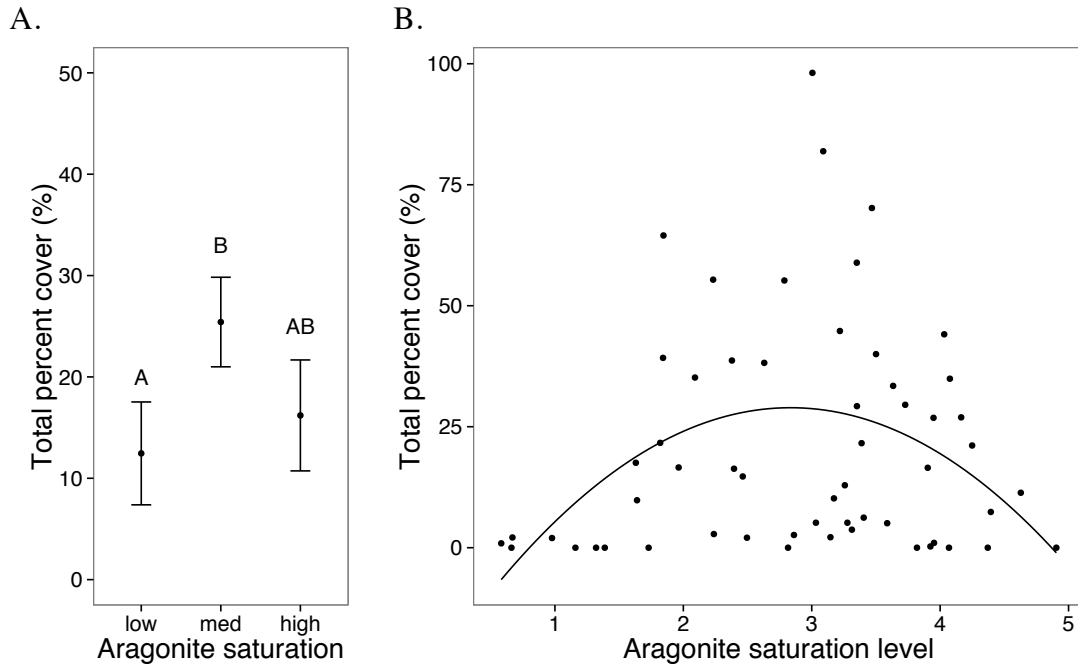 A.
Total percent cover (%)
50
40
30
20
10
0
A
B
AB
low med high
Aragonite saturation
B.
Total percent cover (%)
100
75
50
25
0
1 2 3 4 5
Aragonite saturation level